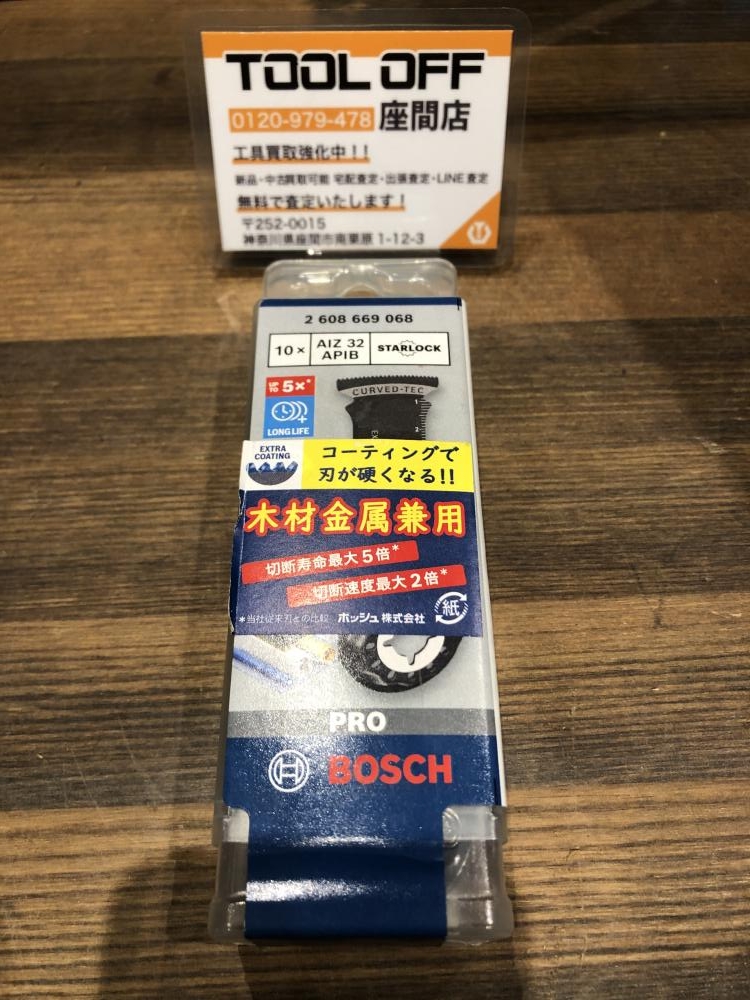 TOOL OFF
0120-979-478 座間店
工具買取強化中!!
新品・中古買取可能 宅配査定・出張査定・LINE査定
無料で査定いたします!
〒252-0015
神奈川県座間市南栗原1-12-3
2 608 669 068
10× AIZ 32 APIB STARLOCK
UP TO 5×*
CURVED-TEC
LONG LIFE
1
2
EXTRA COATING
コーティングで
刃が硬くなる!!
木材金属兼用
切断寿命最大5倍*
切断速度最大2倍*
*当社従来刃との比較 ボッシュ株式会社 紙
PRO
BOSCH